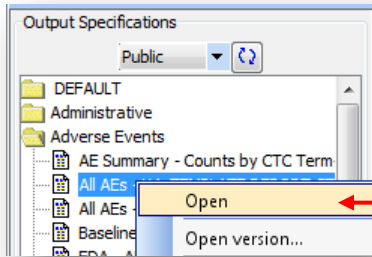 Output Specifications
Public
DEFAULT
Administrative
Adverse Events
AE Summary - Counts by CTC Term
All AEs -
Open
All AEs -
Baseline
Open version...